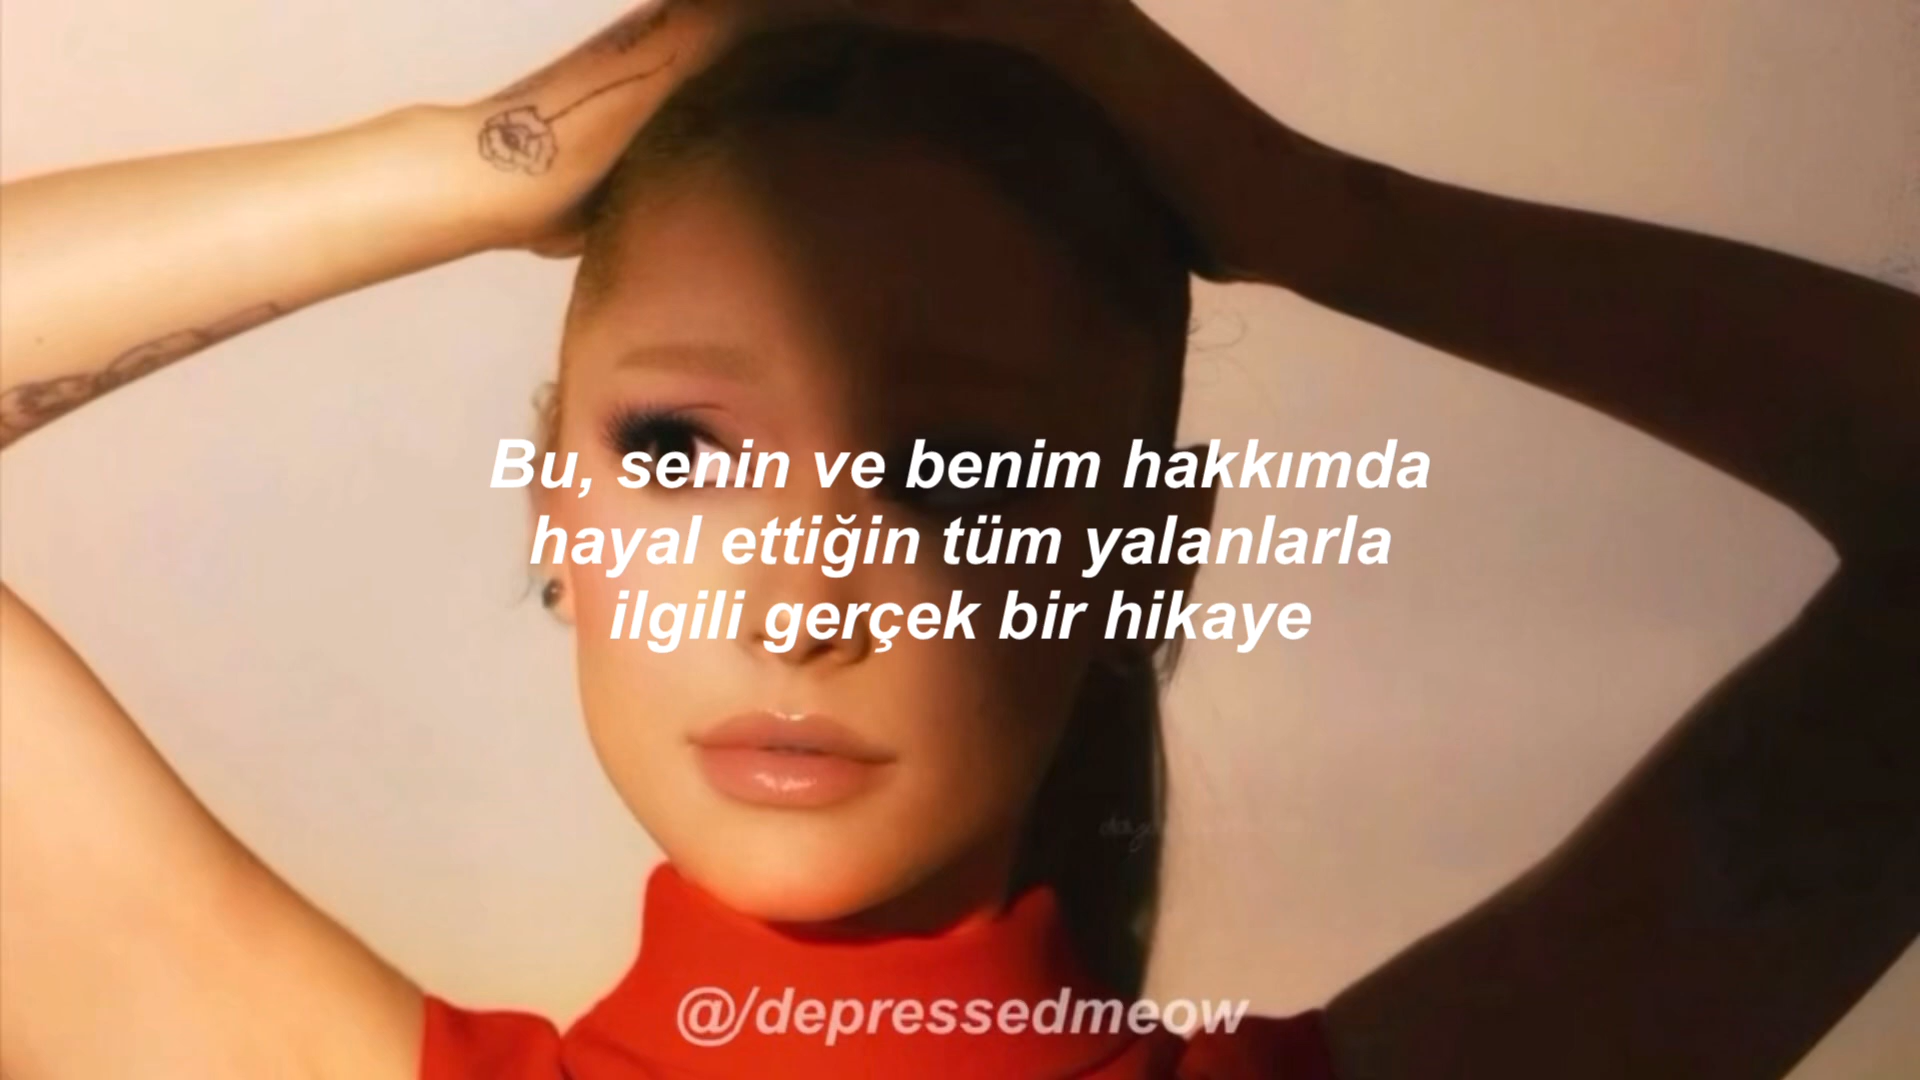 Bu, senin ve benim hakkımda
hayal ettiğin tüm yalanlarla
ilgili gerçek bir hikaye
@/depressedmeow